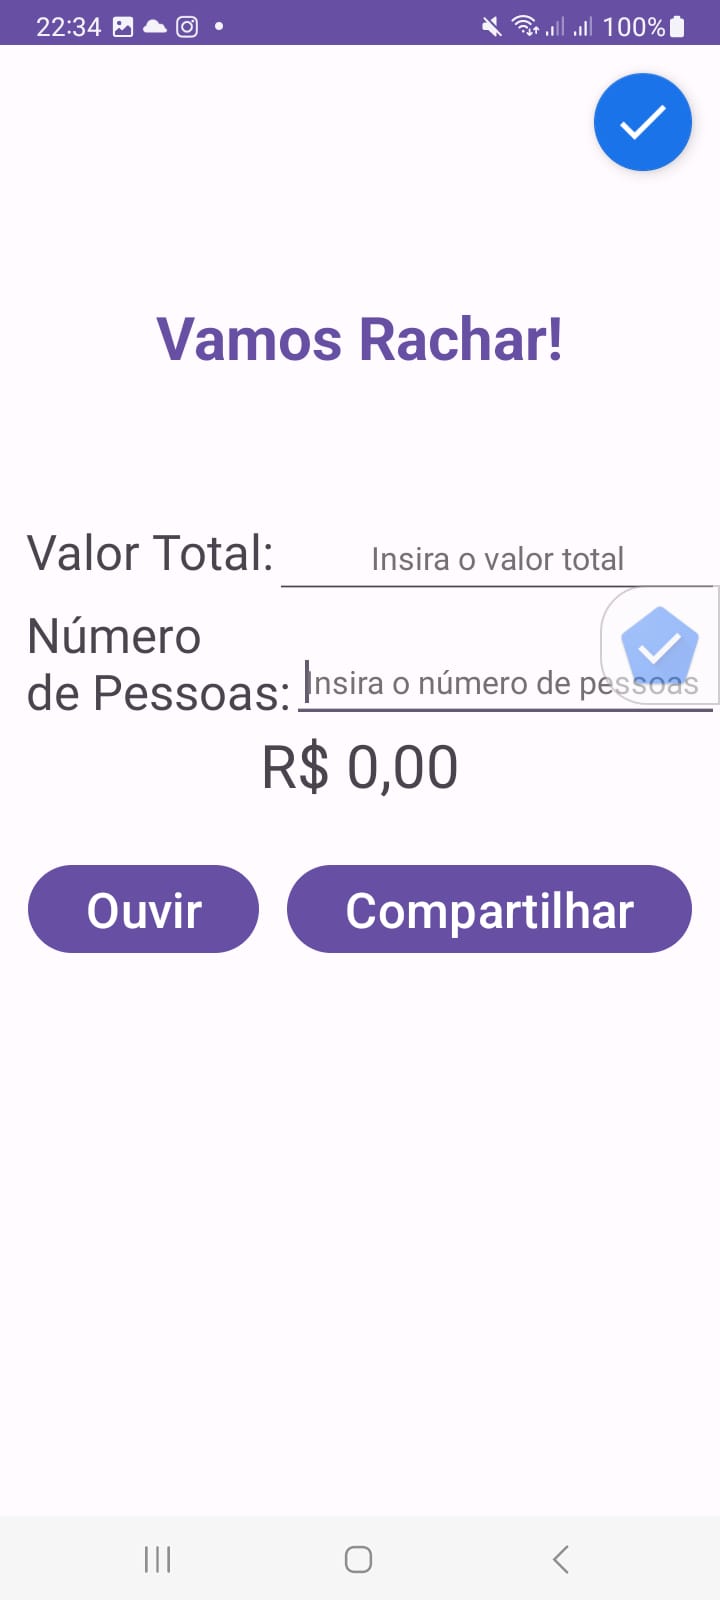 22:34
100%
Vamos Rachar!
Valor Total: Insira o valor total
Número
de Pessoas: Insira o número de pessoas
R$ 0,00
Ouvir Compartilhar